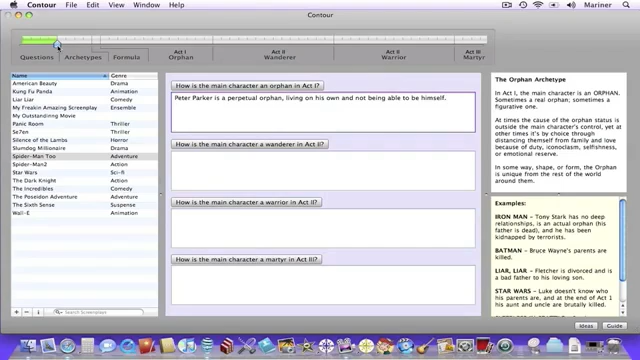 Contour File Edit View Window Help Mariner
Contour
Questions Archetypes Formula
Act I
Orphan
Act II
Wanderer
Act II
Warrior
Act III
Martyr
Name Genre
American Beauty Drama
Kung Fu Panda Animation
Liar Liar Comedy
My Freakin Amazing Screenplay Ensemble
My Outstandinng Movie
Panic Room Thriller
Se7en Thriller
Silence of the Lambs Horror
Slumdog Millionaire Drama
Spider-Man Too Adventure
Spider-Man2 Action
Star Wars Sci-fi
The Dark Knight Action
The Incredibles Comedy
The Poseidon Adventure Adventure
The Sixth Sense Suspense
Wall-E Animation
Search Screenplays
How is the main character an orphan in Act I?
Peter Parker is a perpetual orphan, living on his own and not being able to be himself.
How is the main character a wanderer in Act II?
How is the main character a warrior in Act II?
How is the main character a martyr in Act III?
The Orphan Archetype
In Act I, the main character is an ORPHAN.
Sometimes a real orphan; sometimes a
figurative one.
At times the cause of the orphan status is
outside the main character's control, yet at
other times it's by choice through
disdain of community, family and love
because of duty, iconoclasm, selfishness,
or emotional reserve.
In some way, shape, or form, the Orphan
is unique from the rest of the world
around them.
Examples:
IRON MAN - Tony Stark has no deep
relationships, is an actual orphan (his
father is dead), and he has been
kidnapped by terrorists.
BATMAN - Bruce Wayne's parents are
killed.
LIAR, LIAR - Fletcher is divorced and is
a bad father to his little boy.
STAR WARS - Luke doesn't know who
his parents are, and at the end of Act 1
his aunt and uncle are brutally killed.
Ideas Guide